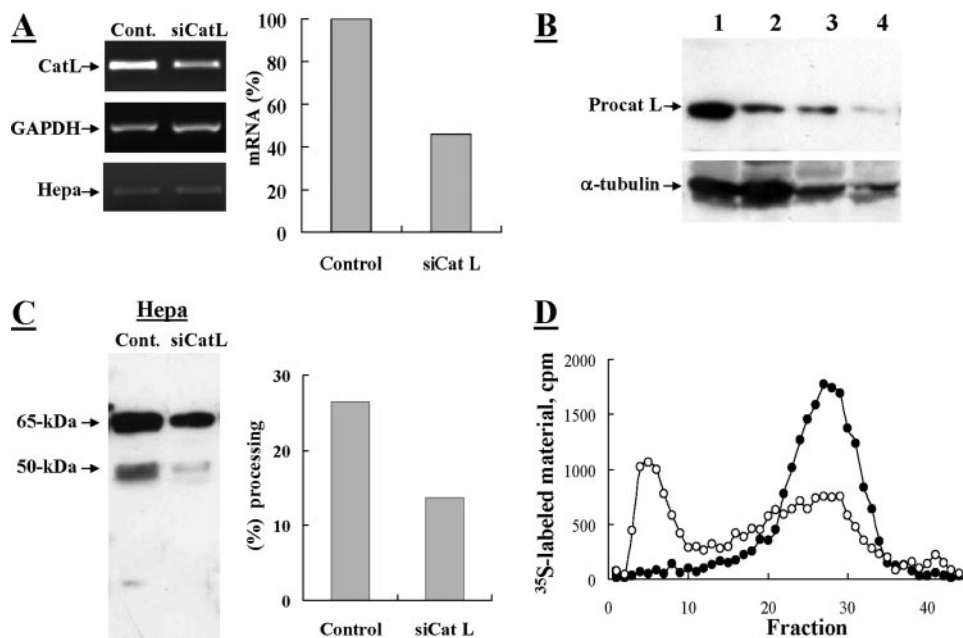 A
Cont. siCatL
CatL
GAPDH
Hepa
mRNA (%)
100
80
60
40
20
0
Control siCat L
B
1 2 3 4
Procat L
α-tubulin
C
Hepa
Cont. siCatL
65-kDa
50-kDa
(%) processing
30
20
10
0
Control siCat L
D
³⁵S-labeled material, cpm
2000
1500
1000
500
0
0 10 20 30 40
Fraction